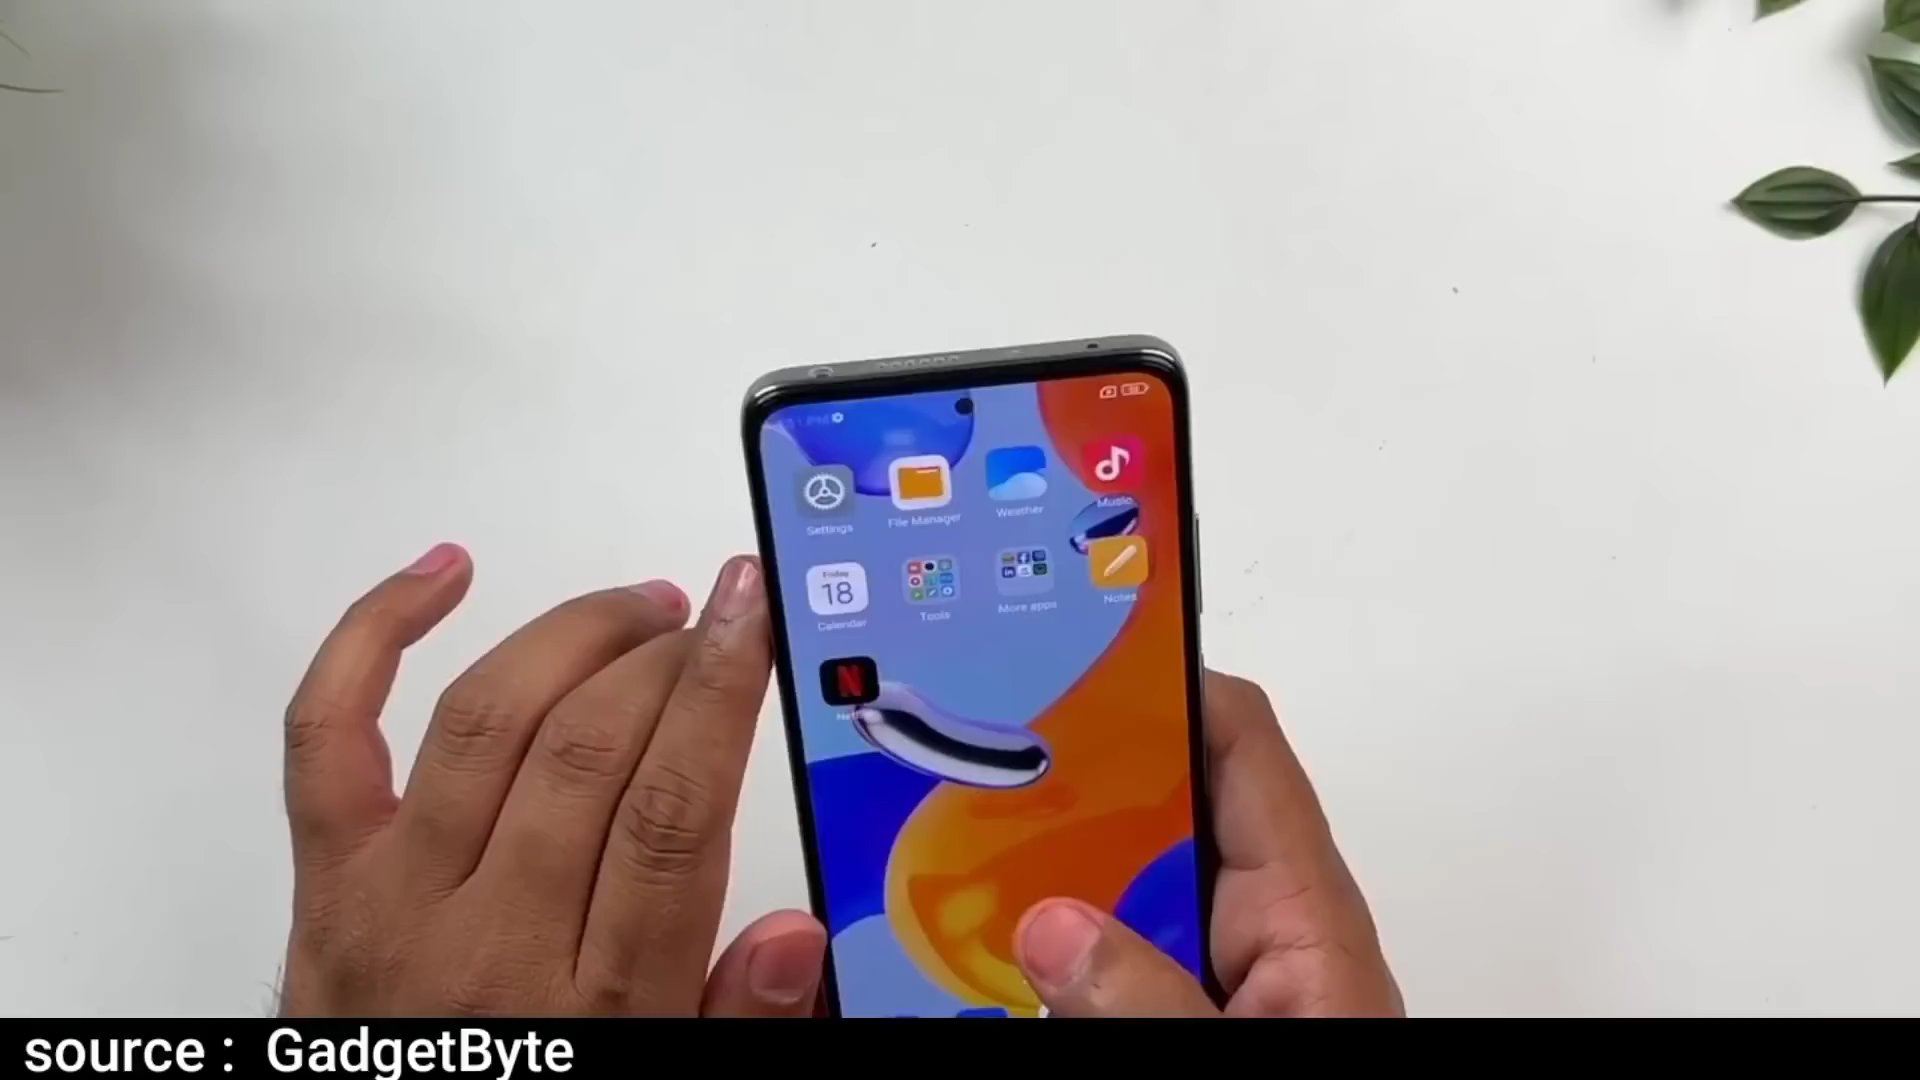 Settings
File Manager
Weather
Music
Friday
18
Calendar
Tools
More apps
Notes
N
source : GadgetByte